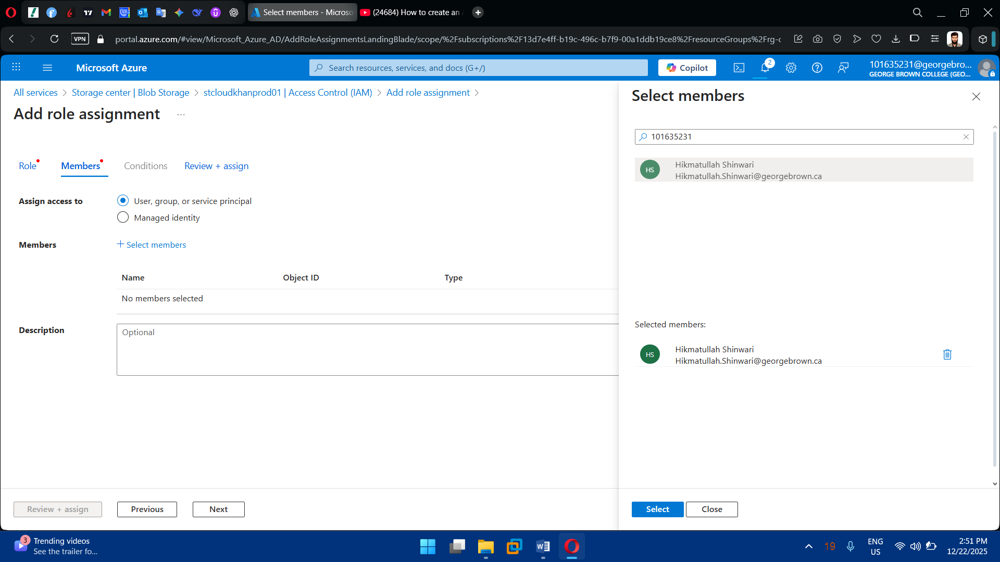 Select members - Microso
(24684) How to create an
VPN
portal.azure.com/#view/Microsoft_Azure_AD/AddRoleAssignmentsLandingBlade/scope/%2Fsubscriptions%2F13d7e4ff-b19c-496c-b7f9-00a1ddb19ce8%2FresourceGroups%2Frg-c
Microsoft Azure
Search resources, services, and docs (G+/)
Copilot
2
101635231@georgebro...
GEORGE BROWN COLLEGE (GEO...
All services > Storage center | Blob Storage > stcloudkhanprod01 | Access Control (IAM) > Add role assignment >
Add role assignment ...
Role
Members
Conditions
Review + assign
Assign access to
User, group, or service principal
Managed identity
Members
+ Select members
Name Object ID Type
No members selected
Description
Optional
Review + assign
Previous
Next
Select members
101635231
HS
Hikmatullah Shinwari
Hikmatullah.Shinwari@georgebrown.ca
Selected members:
HS
Hikmatullah Shinwari
Hikmatullah.Shinwari@georgebrown.ca
Select
Close
3
Trending videos
See the trailer fo...
19
ENG
US
2:51 PM
12/22/2025